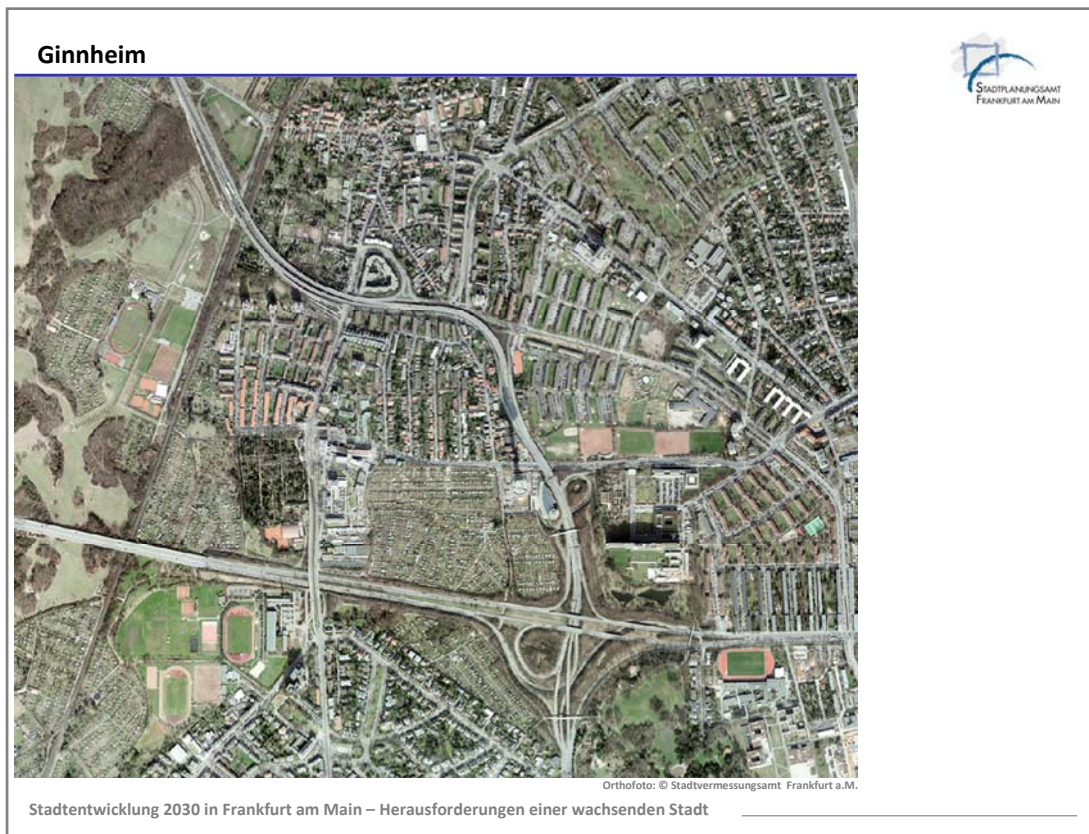 Ginnheim
STADTPLANUNGSAMT
FRANKFURT AM MAIN
Orthofoto: © Stadtvermessungsamt Frankfurt a.M.
Stadtentwicklung 2030 in Frankfurt am Main – Herausforderungen einer wachsenden Stadt